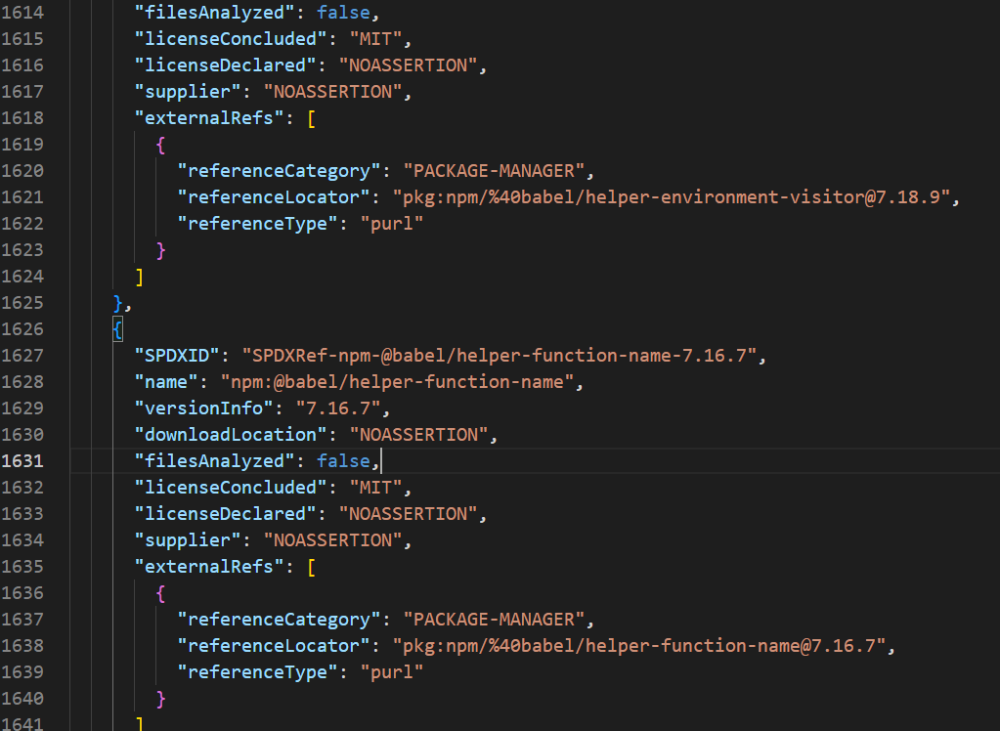 1614 "filesAnalyzed": false,
1615 "licenseConcluded": "MIT",
1616 "licenseDeclared": "NOASSERTION",
1617 "supplier": "NOASSERTION",
1618 "externalRefs": [
1619 {
1620 "referenceCategory": "PACKAGE-MANAGER",
1621 "referenceLocator": "pkg:npm/%40babel/helper-environment-visitor@7.18.9",
1622 "referenceType": "purl"
1623 }
1624 ]
1625 },
1626 {
1627 "SPDXID": "SPDXRef-npm-@babel/helper-function-name-7.16.7",
1628 "name": "npm:@babel/helper-function-name",
1629 "versionInfo": "7.16.7",
1630 "downloadLocation": "NOASSERTION",
1631 "filesAnalyzed": false,
1632 "licenseConcluded": "MIT",
1633 "licenseDeclared": "NOASSERTION",
1634 "supplier": "NOASSERTION",
1635 "externalRefs": [
1636 {
1637 "referenceCategory": "PACKAGE-MANAGER",
1638 "referenceLocator": "pkg:npm/%40babel/helper-function-name@7.16.7",
1639 "referenceType": "purl"
1640 }
1641 ]